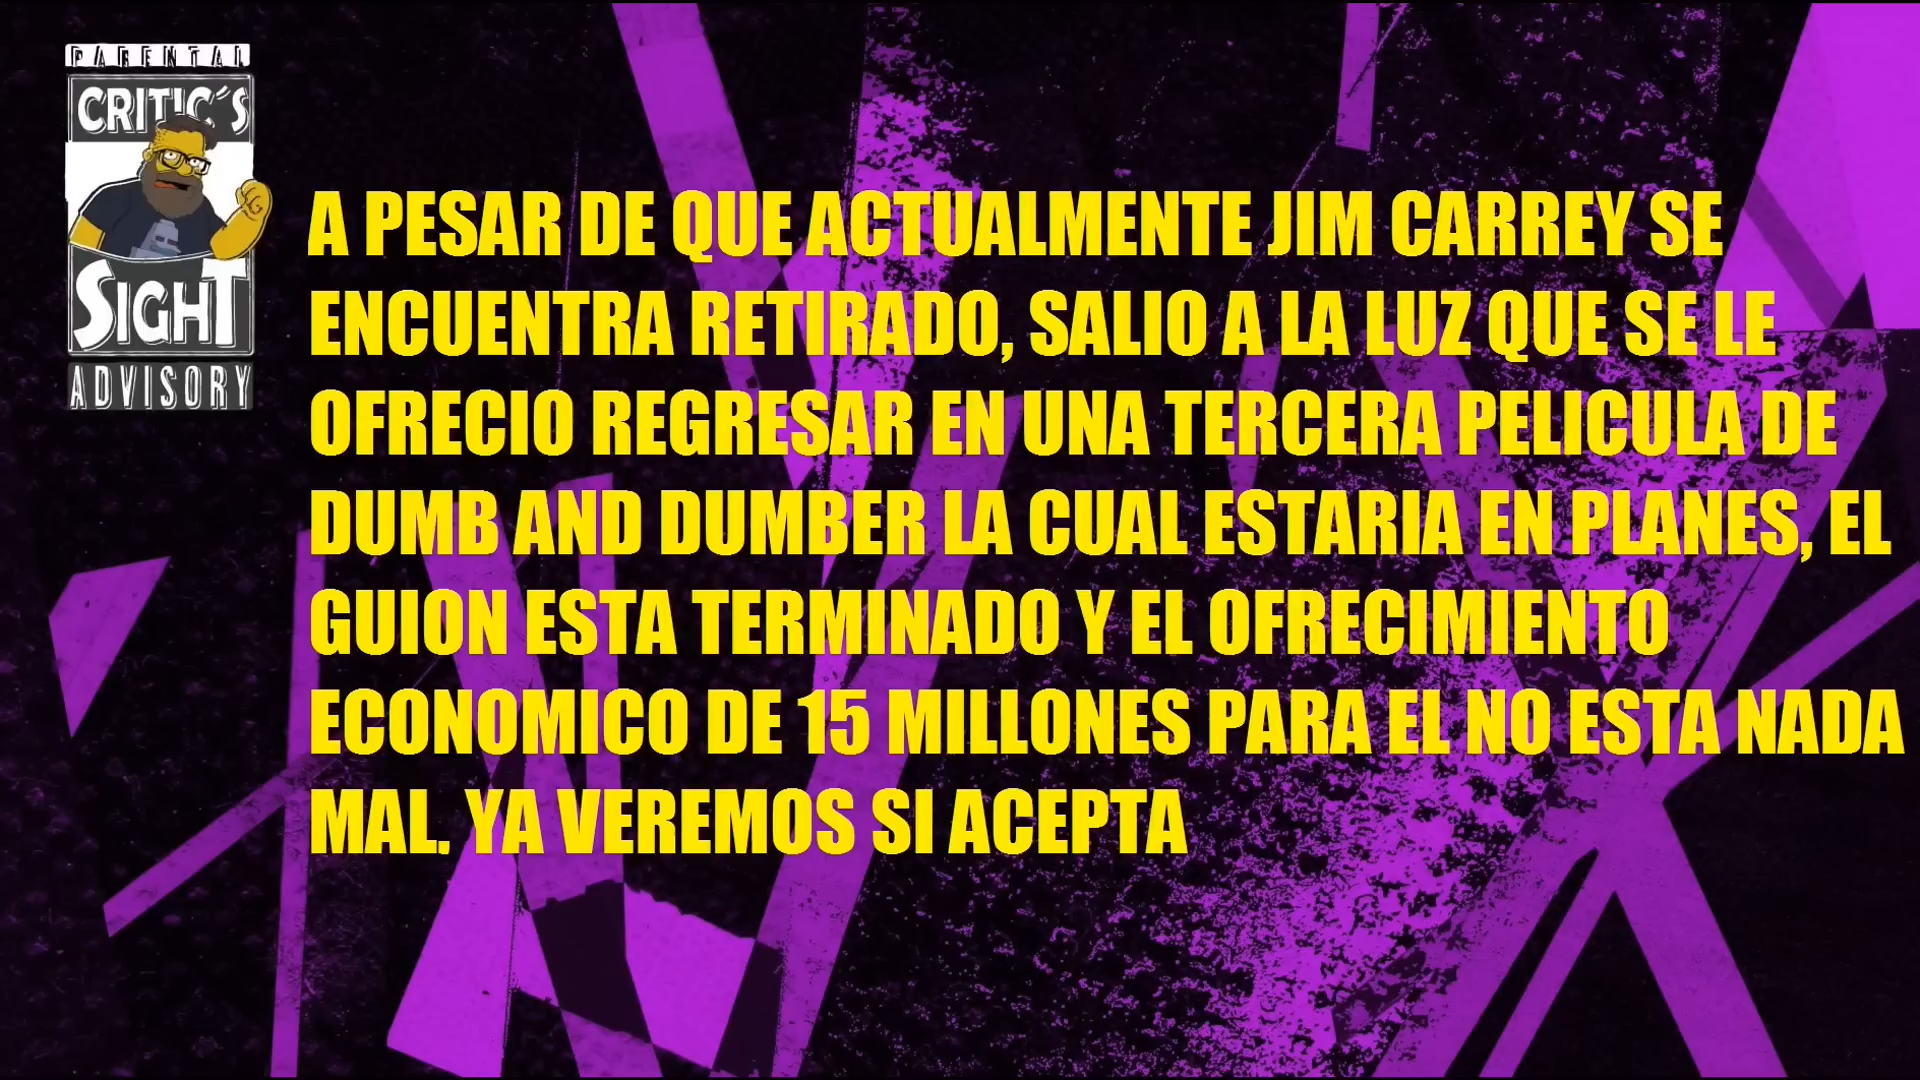 PARENTAL
CRITIC´S
SIGHT
ADVISORY
A PESAR DE QUE ACTUALMENTE JIM CARREY SE
ENCUENTRA RETIRADO, SALIO A LA LUZ QUE SE LE
OFRECIO REGRESAR EN UNA TERCERA PELICULA DE
DUMB AND DUMBER LA CUAL ESTARIA EN PLANES, EL
GUION ESTA TERMINADO Y EL OFRECIMIENTO
ECONOMICO DE 15 MILLONES PARA EL NO ESTA NADA
MAL. YA VEREMOS SI ACEPTA